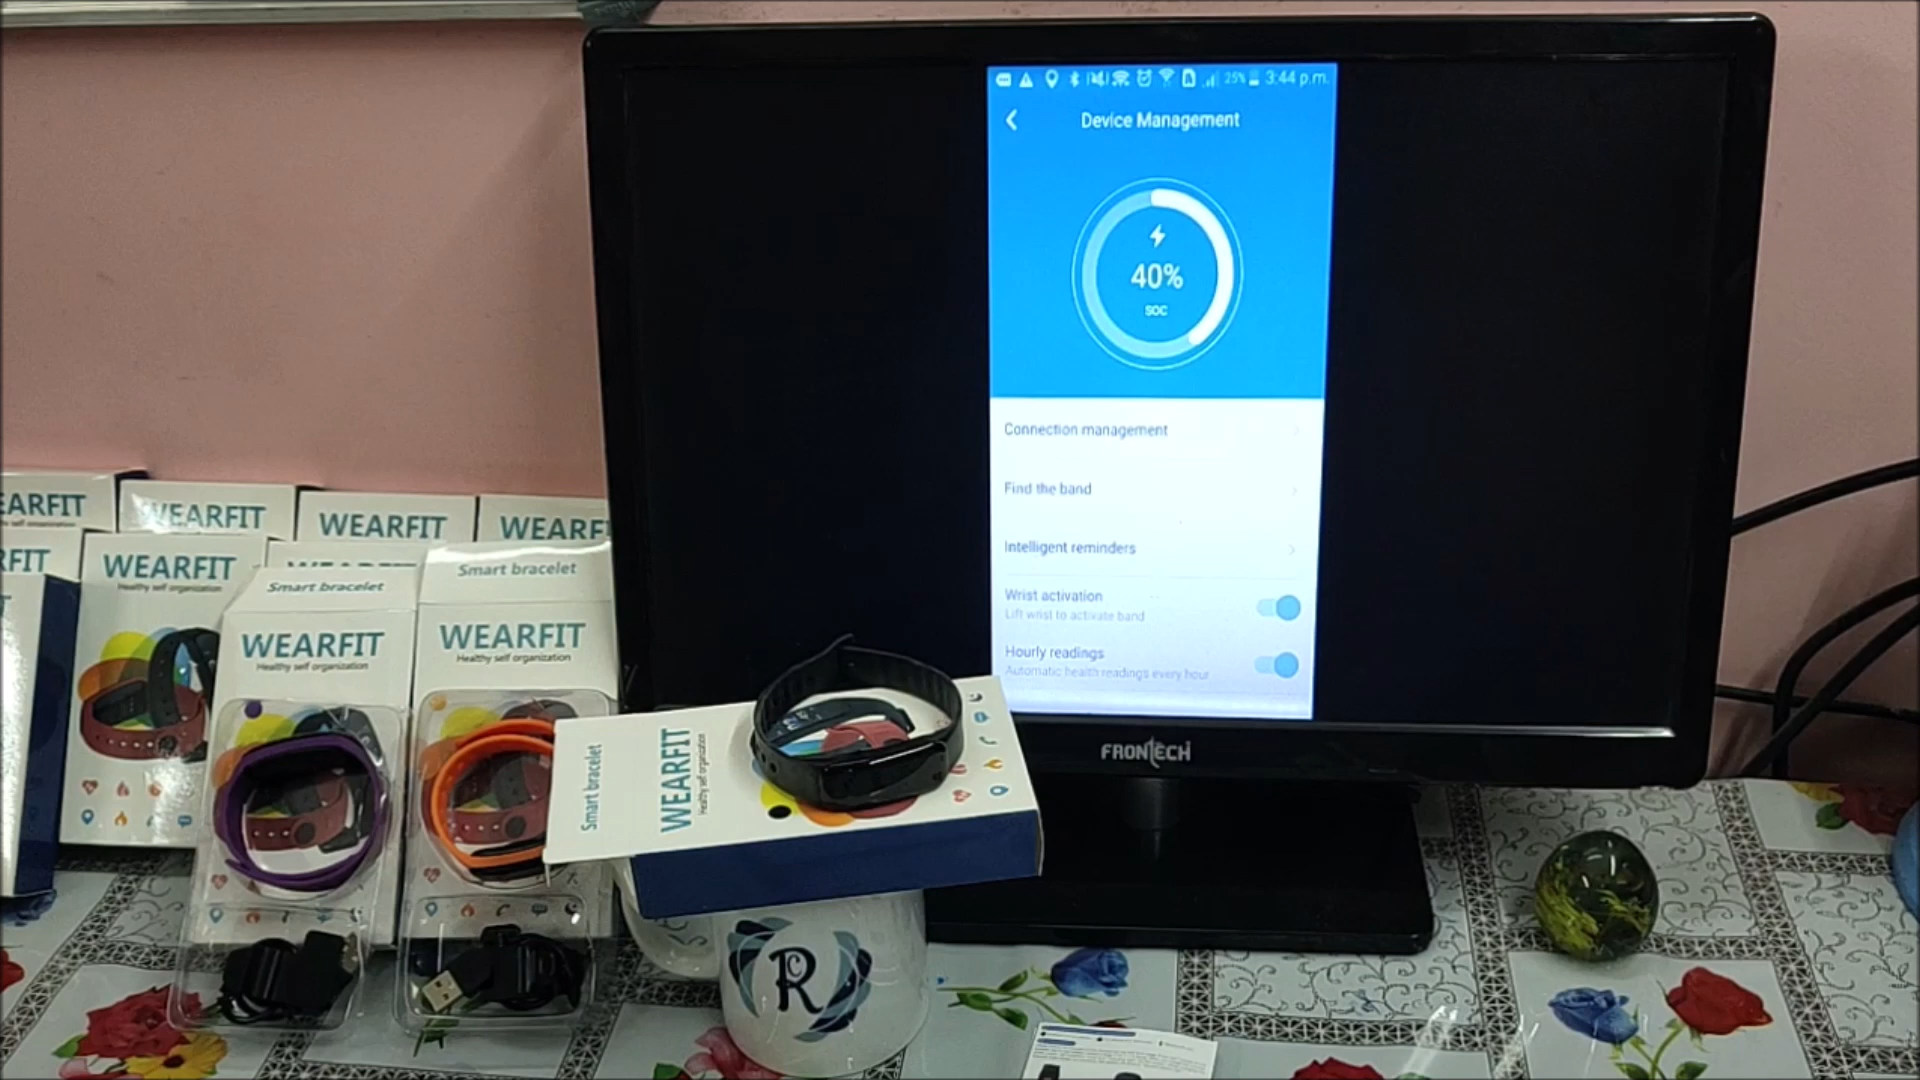 25% 3:44 p.m.
Device Management
40%
SOC
Connection management
Find the band
Intelligent reminders
Wrist activation
Lift wrist to activate band
Hourly readings
Automatic health readings every hour
FRONTECH
EARFIT
WEARFIT
WEARFIT
WEARF
RFIT
WEARFIT
Healthy self organization
Smart bracelet
WEARFIT
Healthy self organization
Smart bracelet
WEARFIT
Healthy self organization
Smart bracelet
WEARFIT
Healthy self organization
R